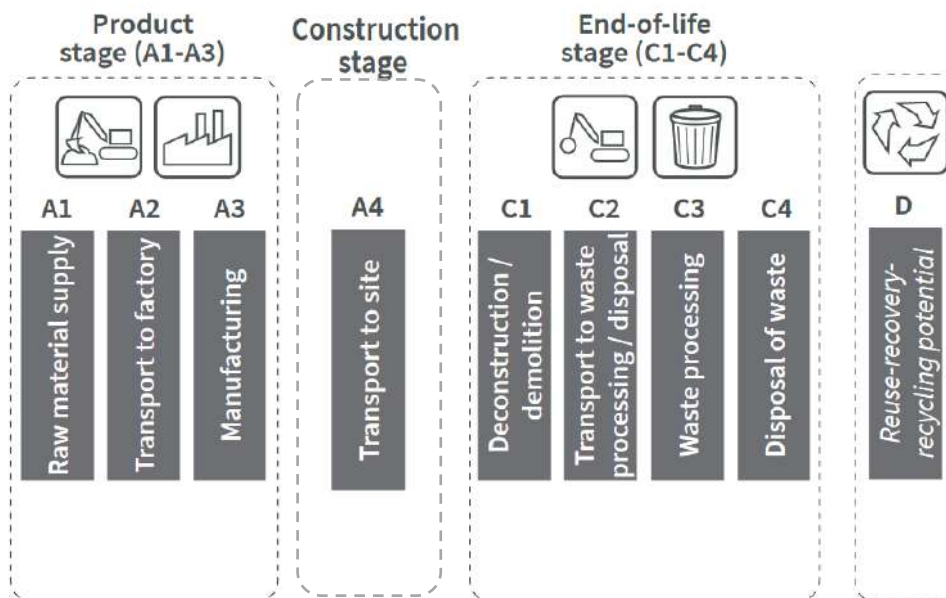 Product
stage (A1-A3)
Construction
stage
End-of-life
stage (C1-C4)
A1
A2
A3
A4
C1
C2
C3
C4
D
Raw material supply
Transport to factory
Manufacturing
Transport to site
Deconstruction /
demolition
Transport to waste
processing / disposal
Waste processing
Disposal of waste
Reuse-recovery-
recycling potential